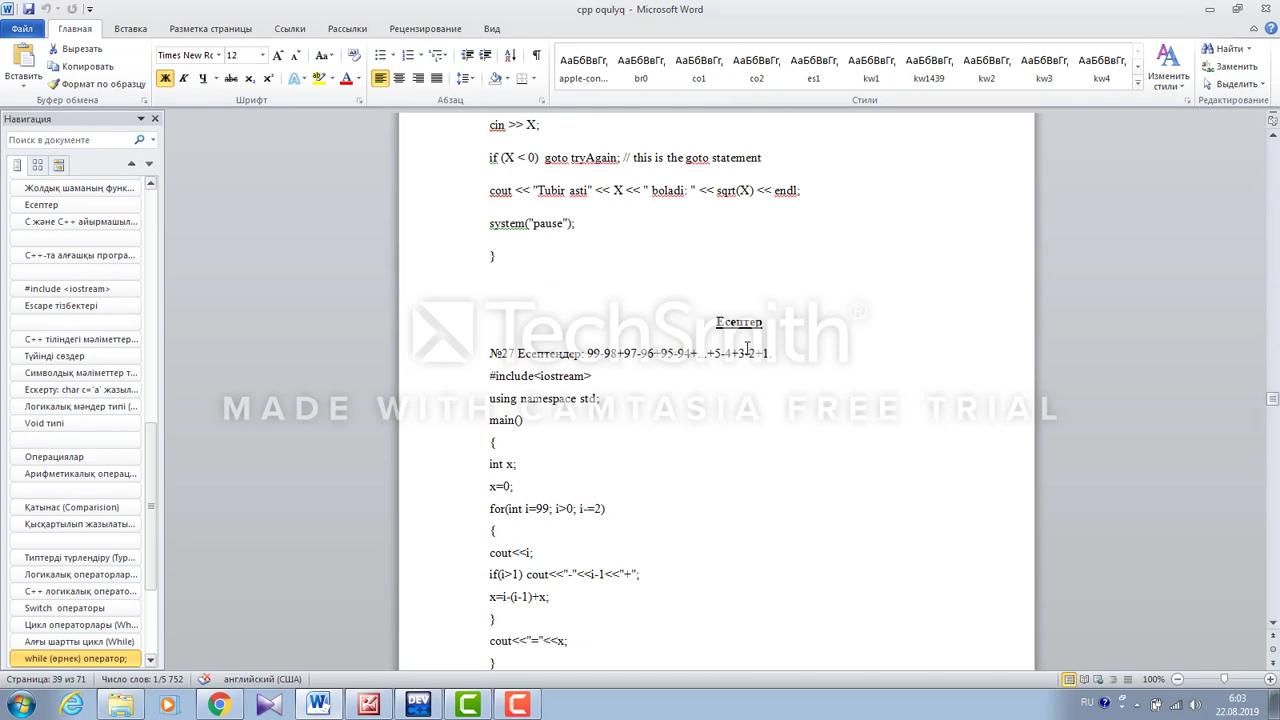 cpp oqulyq - Microsoft Word
Файл
Главная
Вставка
Разметка страницы
Ссылки
Рассылки
Рецензирование
Вид
Вставить
Вырезать
Копировать
Формат по образцу
Буфер обмена
Times New Ro
12
Шрифт
Абзац
АаБбВвГг, АаБбВвГг, АаБбВвГг, АаБбВвГг, АаБбВвГг, АаБбВвГг, АаБбВвГг, АаБбВвГг, АаБбВвГг, АаБбВвГг,
apple-con... br0 co1 co2 es1 kw1 kw1439 kw2 kw3 kw4
Стили
Изменить стили
Найти
Заменить
Выделить
Редактирование
Навигация
Поиск в документе
Жолдық шаманың функ...
Есептер
С және С++ айырмашыл...
С++-та алғашқы програ...
#include <iostream>
Escape тізбектері
С++ тіліндегі мәліметтер...
Түйінді сөздер
Символдық мәліметтер т...
Ескерту: char c='a' жақ...
Логикалық мәндер типі (...
Void типі
Операциялар
Арифметикалық операц...
Қатынас (Comparision)
Қысқартылып жазылаты...
Типтерді түрлендіру (Тур...
Логикалық операторлар...
С++ логикалық операто...
Switch операторы
Цикл операторлары (Wh...
Алғы шартты цикл (While)
while (өрнек) оператор;
cin >> X;
if (X < 0) goto tryAgain; // this is the goto statement
cout << "Tubir asti" << X << " boladi: " << sqrt(X) << endl;
system("pause");
}
Есептер
№27 Есептеңдер: 99-98+97-96+95-94+...+5-4+3-2+1.
#include<iostream>
using namespace std;
main()
{
int x;
x=0;
for(int i=99; i>0; i-=2)
{
cout<<i;
if(i>1) cout<<"-"<<i-1<<"+";
x=i-(i-1)+x;
}
cout<<"="<<x;
}
TechSmith®
MADE WITH CAMTASIA FREE TRIAL
Страница: 39 из 71
Число слов: 1/5 752
английский (США)
100%
DEV
RU
6:03
22.08.2019